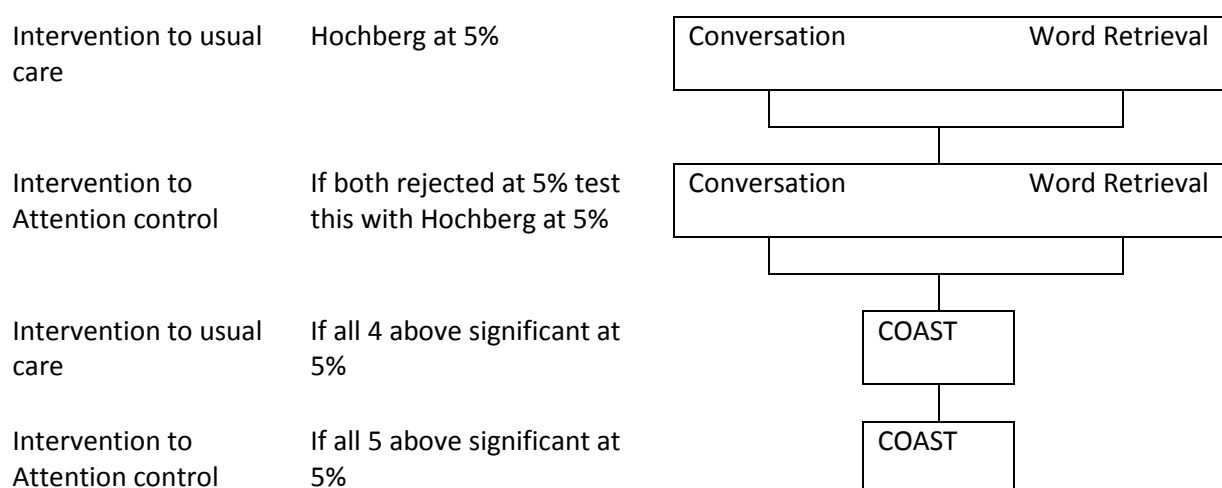 Intervention to usual care
Hochberg at 5%
Conversation Word Retrieval
Intervention to
Attention control
If both rejected at 5% test
this with Hochberg at 5%
Conversation Word Retrieval
Intervention to usual
care
If all 4 above significant at
5%
COAST
Intervention to
Attention control
If all 5 above significant at
5%
COAST